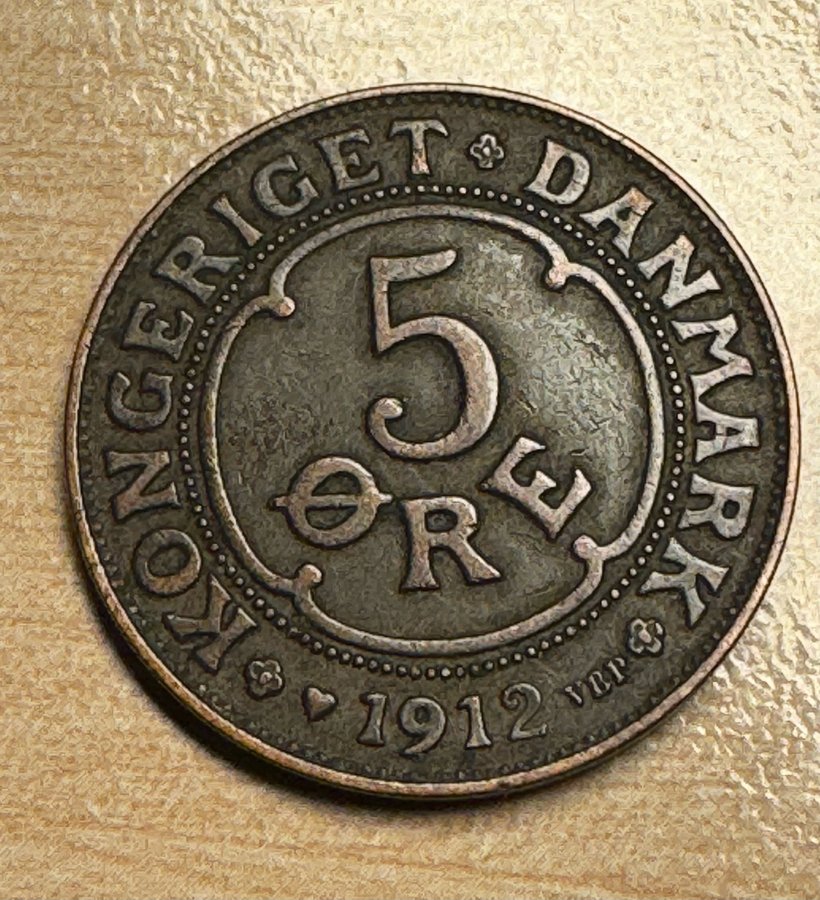 KONGERIGET DANMARK
5
ØRE
♥ 1912 VBP